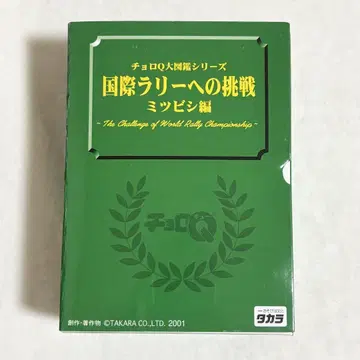 チョロQ大図鑑シリーズ
国際ラリーへの挑戦
ミツビシ編
~ The Challenge of World Rally Championship ~
チョロQ
創作・著作物 ©TAKARA CO.,LTD. 2001
タカラ